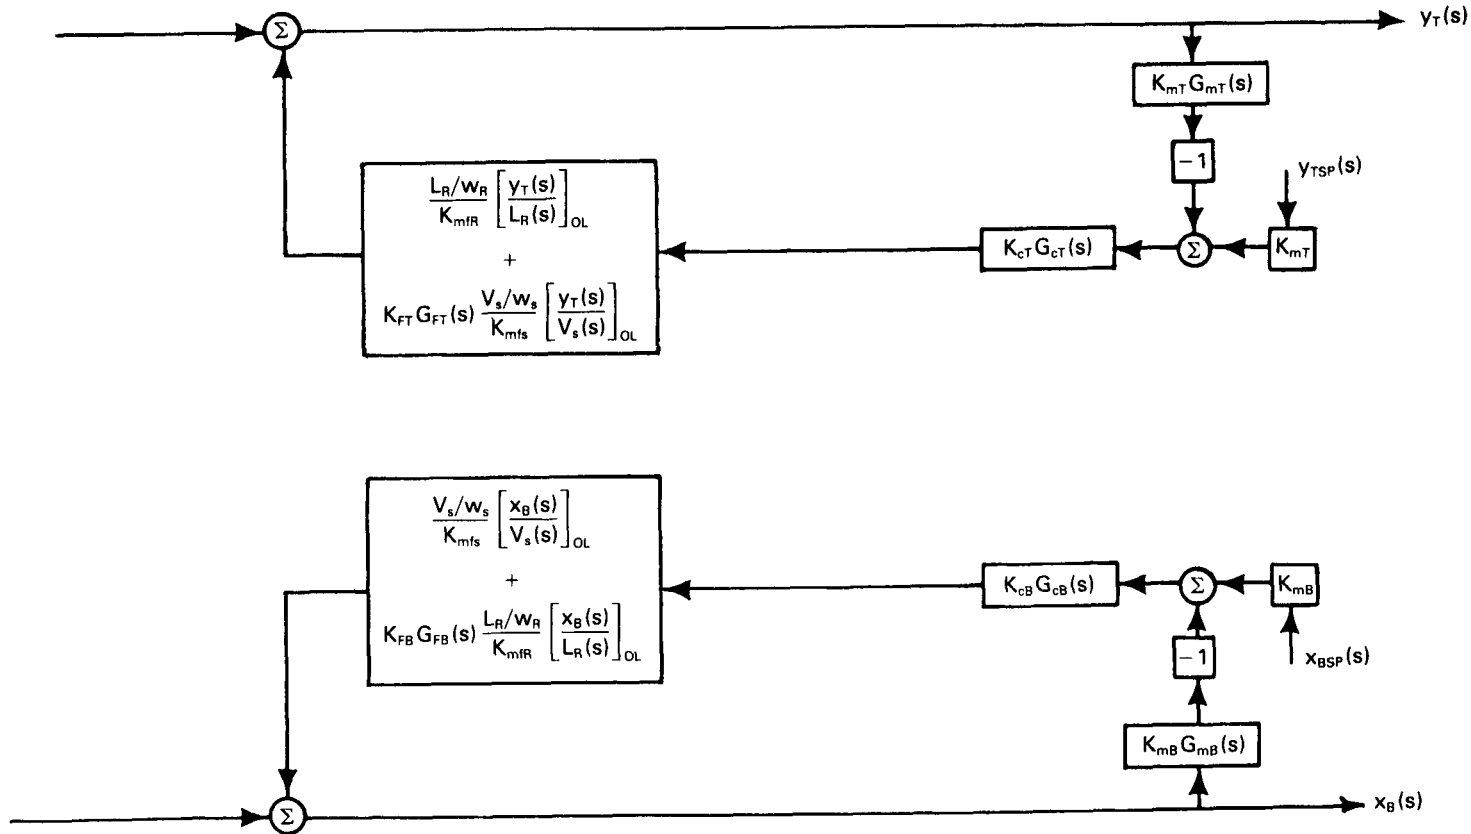 Σ
y_T(s)
K_mT G_mT(s)
−1
y_TSP(s)
L_R/w_R
K_mfR
[y_T(s)
L_R(s)]_OL
+
K_FT G_FT(s)
V_s/w_s
K_mfs
[y_T(s)
V_s(s)]_OL
K_cT G_cT(s)
Σ
K_mT
V_s/w_s
K_mfs
[x_B(s)
V_s(s)]_OL
+
K_FB G_FB(s)
L_R/w_R
K_mfR
[x_B(s)
L_R(s)]_OL
K_cB G_cB(s)
Σ
K_mB
−1
x_BSP(s)
K_mB G_mB(s)
Σ
x_B(s)